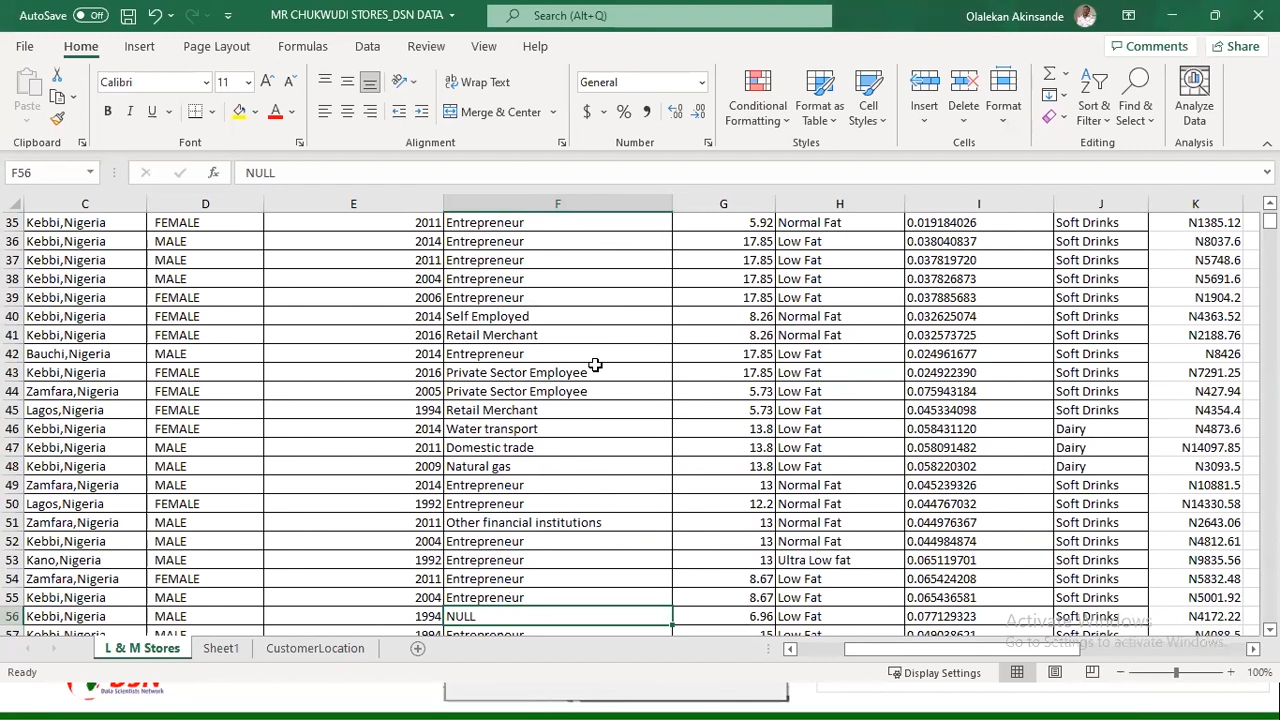 AutoSave Off MR CHUKWUDI STORES_DSN DATA Search (Alt+Q) Olalekan Akinsande
File Home Insert Page Layout Formulas Data Review View Help Comments Share
Paste Calibri 11 Wrap Text General Conditional Formatting Format as Table Cell Styles Insert Delete Format Sort & Filter Find & Select Analyze Data
B I U A Merge & Center $ % ,
Clipboard Font Alignment Number Styles Cells Editing Analysis
F56 fx NULL
C D E F G H I J K
35 Kebbi,Nigeria FEMALE 2011 Entrepreneur 5.92 Normal Fat 0.019184026 Soft Drinks N1385.12
36 Kebbi,Nigeria MALE 2014 Entrepreneur 17.85 Low Fat 0.038040837 Soft Drinks N8037.6
37 Kebbi,Nigeria MALE 2011 Entrepreneur 17.85 Low Fat 0.037819720 Soft Drinks N5748.6
38 Kebbi,Nigeria MALE 2004 Entrepreneur 17.85 Low Fat 0.037826873 Soft Drinks N5691.6
39 Kebbi,Nigeria FEMALE 2006 Entrepreneur 17.85 Low Fat 0.037885683 Soft Drinks N1904.2
40 Kebbi,Nigeria FEMALE 2014 Self Employed 8.26 Normal Fat 0.032625074 Soft Drinks N4363.52
41 Kebbi,Nigeria FEMALE 2016 Retail Merchant 8.26 Normal Fat 0.032573725 Soft Drinks N2188.76
42 Bauchi,Nigeria MALE 2014 Entrepreneur 17.85 Low Fat 0.024961677 Soft Drinks N8426
43 Kebbi,Nigeria FEMALE 2016 Private Sector Employee 17.85 Low Fat 0.024922390 Soft Drinks N7291.25
44 Zamfara,Nigeria FEMALE 2005 Private Sector Employee 5.73 Low Fat 0.075943184 Soft Drinks N427.94
45 Lagos,Nigeria FEMALE 1994 Retail Merchant 5.73 Low Fat 0.045334098 Soft Drinks N4354.4
46 Kebbi,Nigeria FEMALE 2014 Water transport 13.8 Low Fat 0.058431120 Dairy N4873.6
47 Kebbi,Nigeria MALE 2011 Domestic trade 13.8 Low Fat 0.058091482 Dairy N14097.85
48 Kebbi,Nigeria MALE 2009 Natural gas 13.8 Low Fat 0.058220302 Dairy N3093.5
49 Zamfara,Nigeria MALE 2014 Entrepreneur 13 Normal Fat 0.045239326 Soft Drinks N10881.5
50 Lagos,Nigeria FEMALE 1992 Entrepreneur 12.2 Normal Fat 0.044767032 Soft Drinks N14330.58
51 Zamfara,Nigeria MALE 2011 Other financial institutions 13 Normal Fat 0.044976367 Soft Drinks N2643.06
52 Kebbi,Nigeria MALE 2004 Entrepreneur 13 Normal Fat 0.044984874 Soft Drinks N4812.61
53 Kano,Nigeria MALE 1992 Entrepreneur 13 Ultra Low fat 0.065119701 Soft Drinks N9835.56
54 Zamfara,Nigeria FEMALE 2011 Entrepreneur 8.67 Low Fat 0.065424208 Soft Drinks N5832.48
55 Kebbi,Nigeria MALE 2004 Entrepreneur 8.67 Low Fat 0.065436581 Soft Drinks N5001.92
56 Kebbi,Nigeria MALE 1994 NULL 6.96 Low Fat 0.077129323 Soft Drinks N4172.22
57 Kebbi,Nigeria MALE 1994 Entrepreneur 15 Low Fat 0.049038621 Soft Drinks N4088.5
Activate Windows
Go to Settings to activate Windows.
L & M Stores Sheet1 CustomerLocation
Ready Display Settings 100%
DSN
Data Scientists Network